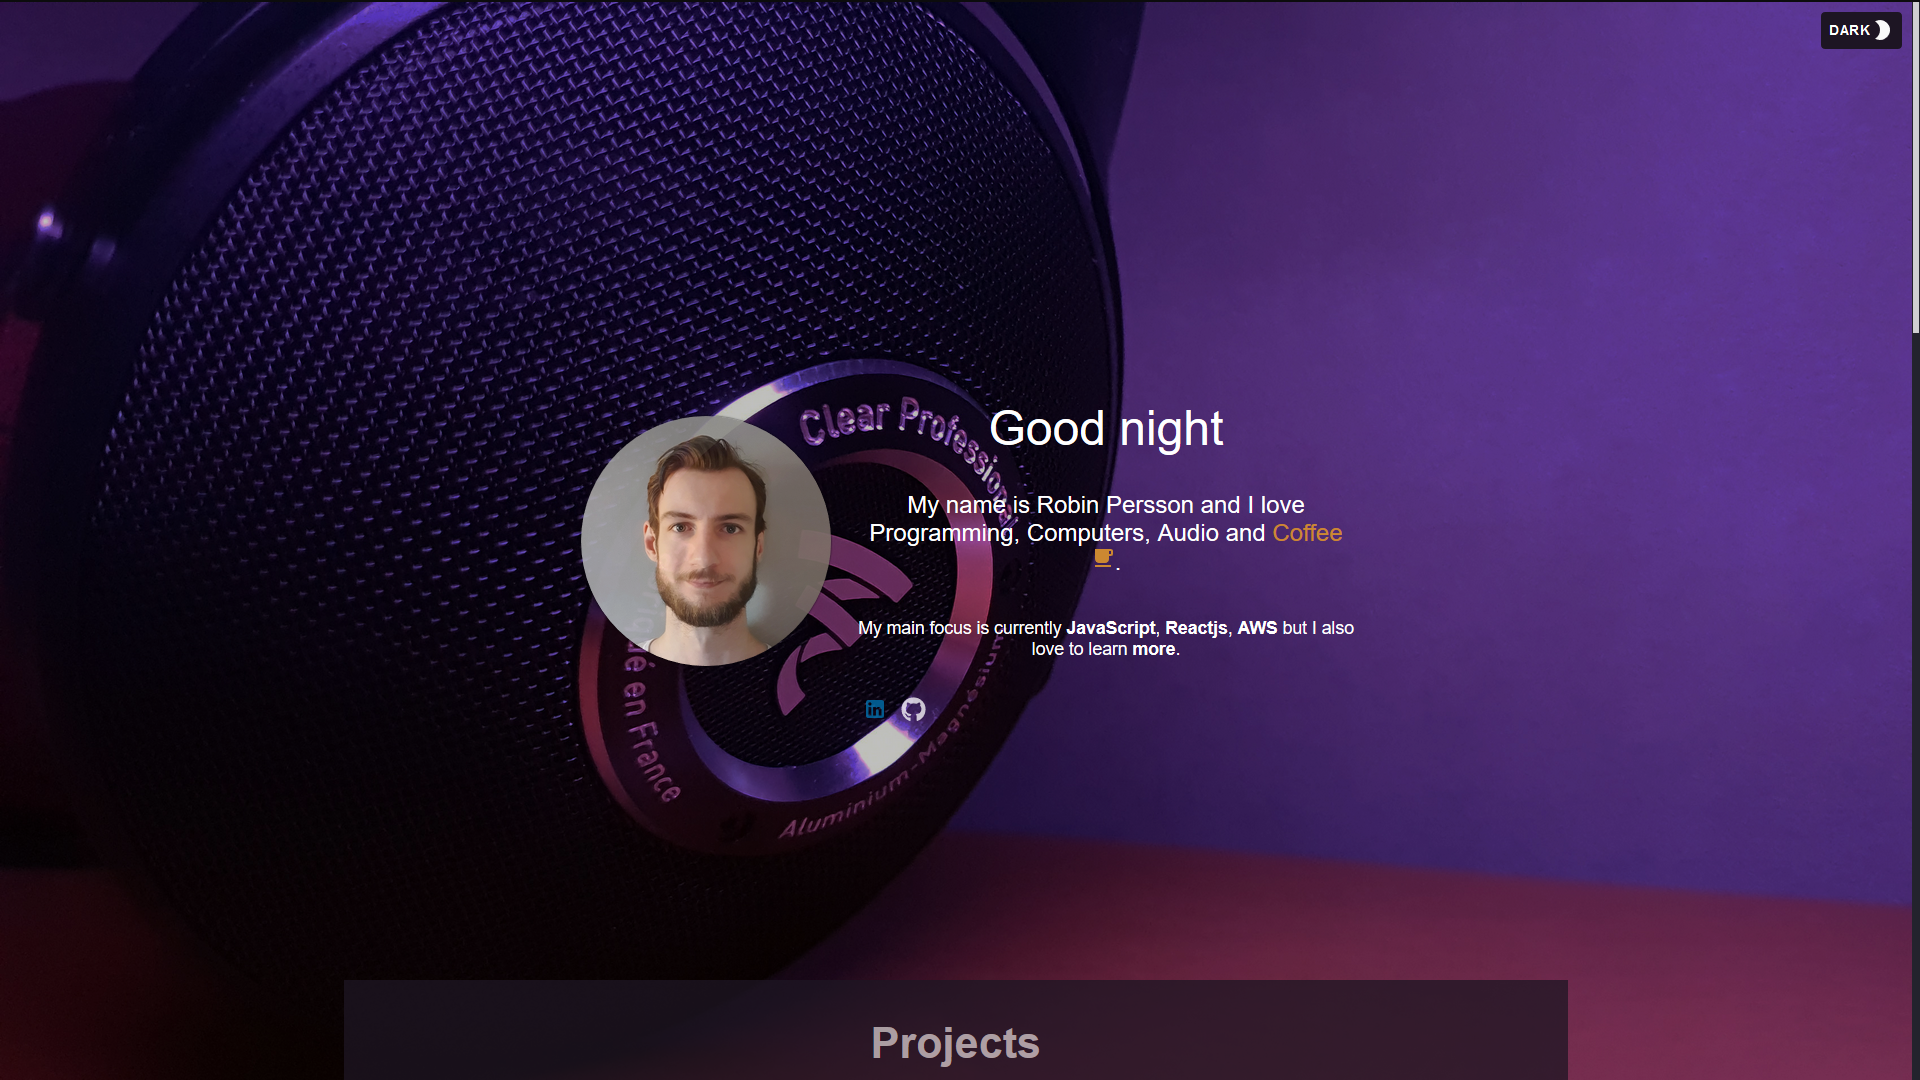 DARK
Clear Professional
Good night
My name is Robin Persson and I love
Programming, Computers, Audio and Coffee
.
My main focus is currently JavaScript, Reactjs, AWS but I also
love to learn more.
en France
Aluminium-Magnésium
Projects